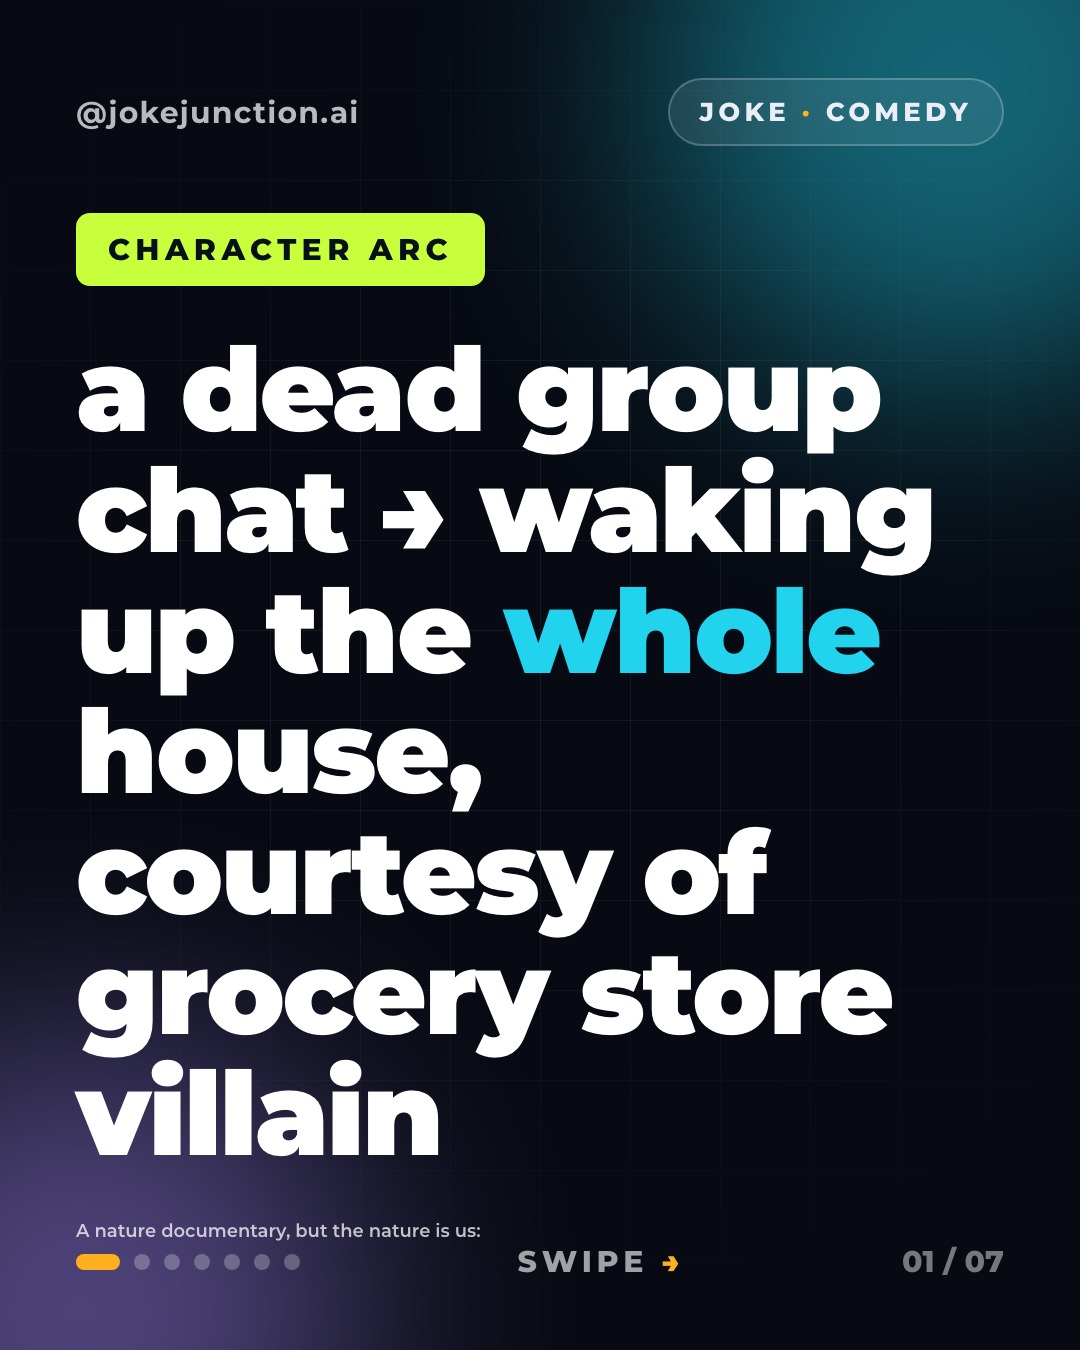 @jokejunction.ai
JOKE • COMEDY
CHARACTER ARC
a dead group
chat → waking
up the whole
house,
courtesy of
grocery store
villain
A nature documentary, but the nature is us:
SWIPE →
01 / 07